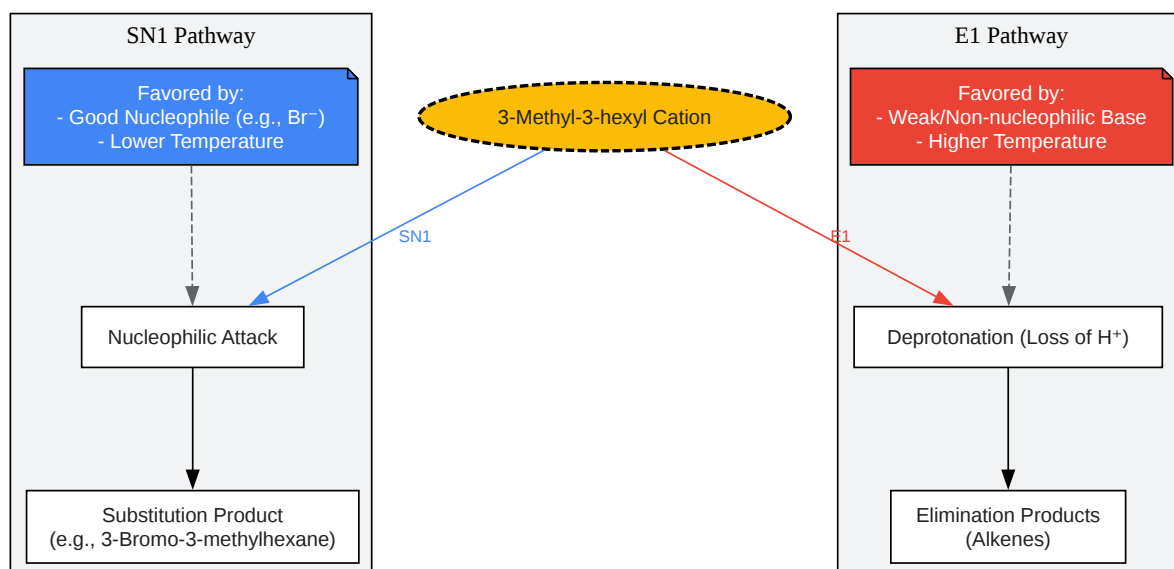 SN1 Pathway
Favored by:
- Good Nucleophile (e.g., Br⁻)
- Lower Temperature
SN1
Nucleophilic Attack
Substitution Product
(e.g., 3-Bromo-3-methylhexane)
3-Methyl-3-hexyl Cation
E1 Pathway
Favored by:
- Weak/Non-nucleophilic Base
- Higher Temperature
E1
Deprotonation (Loss of H⁺)
Elimination Products
(Alkenes)